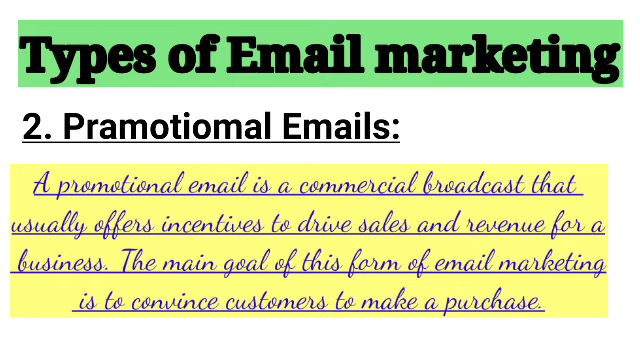 Types of Email marketing
2. Pramotiomal Emails:
A promotional email is a commercial broadcast that
usually offers incentives to drive sales and revenue for a
business. The main goal of this form of email marketing
is to convince customers to make a purchase.